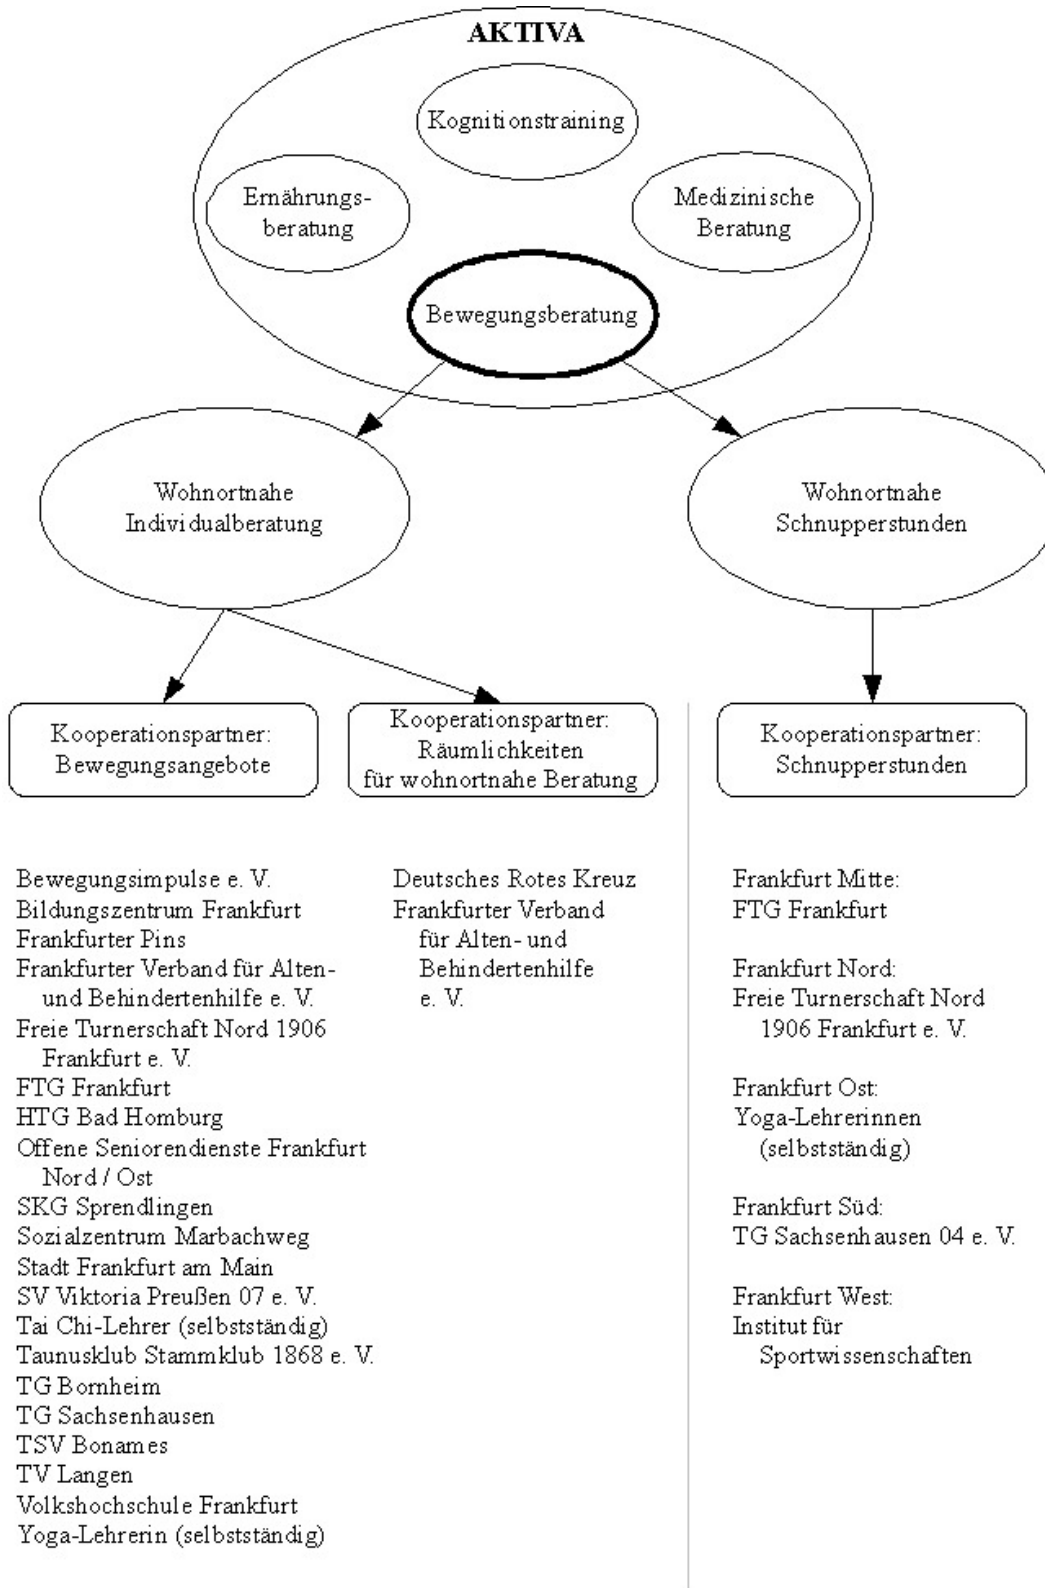 AKTIVA
Kognitionstraining
Ernährungs-
beratung
Medizinische
Beratung
Bewegungsberatung
Wohnortnahe
Individualberatung
Wohnortnahe
Schnupperstunden
Kooperationspartner:
Bewegungsangebote
Kooperationspartner:
Räumlichkeiten
für wohnortnahe Beratung
Kooperationspartner:
Schnupperstunden
Bewegungsimpulse e. V.
Bildungszentrum Frankfurt
Frankfurter Pins
Frankfurter Verband für Alten-
und Behindertenhilfe e. V.
Freie Turnerschaft Nord 1906
Frankfurt e. V.
FTG Frankfurt
HTG Bad Homburg
Offene Seniorendienste Frankfurt
Nord / Ost
SKG Sprendlingen
Sozialzentrum Marbachweg
Stadt Frankfurt am Main
SV Viktoria Preußen 07 e. V.
Tai Chi-Lehrer (selbstständig)
Taunusklub Stammklub 1868 e. V.
TG Bornheim
TG Sachsenhausen
TSV Bonames
TV Langen
Volkshochschule Frankfurt
Yoga-Lehrerin (selbstständig)
Deutsches Rotes Kreuz
Frankfurter Verband
für Alten- und
Behindertenhilfe
e. V.
Frankfurt Mitte:
FTG Frankfurt
Frankfurt Nord:
Freie Turnerschaft Nord
1906 Frankfurt e. V.
Frankfurt Ost:
Yoga-Lehrerinnen
(selbstständig)
Frankfurt Süd:
TG Sachsenhausen 04 e. V.
Frankfurt West:
Institut für
Sportwissenschaften